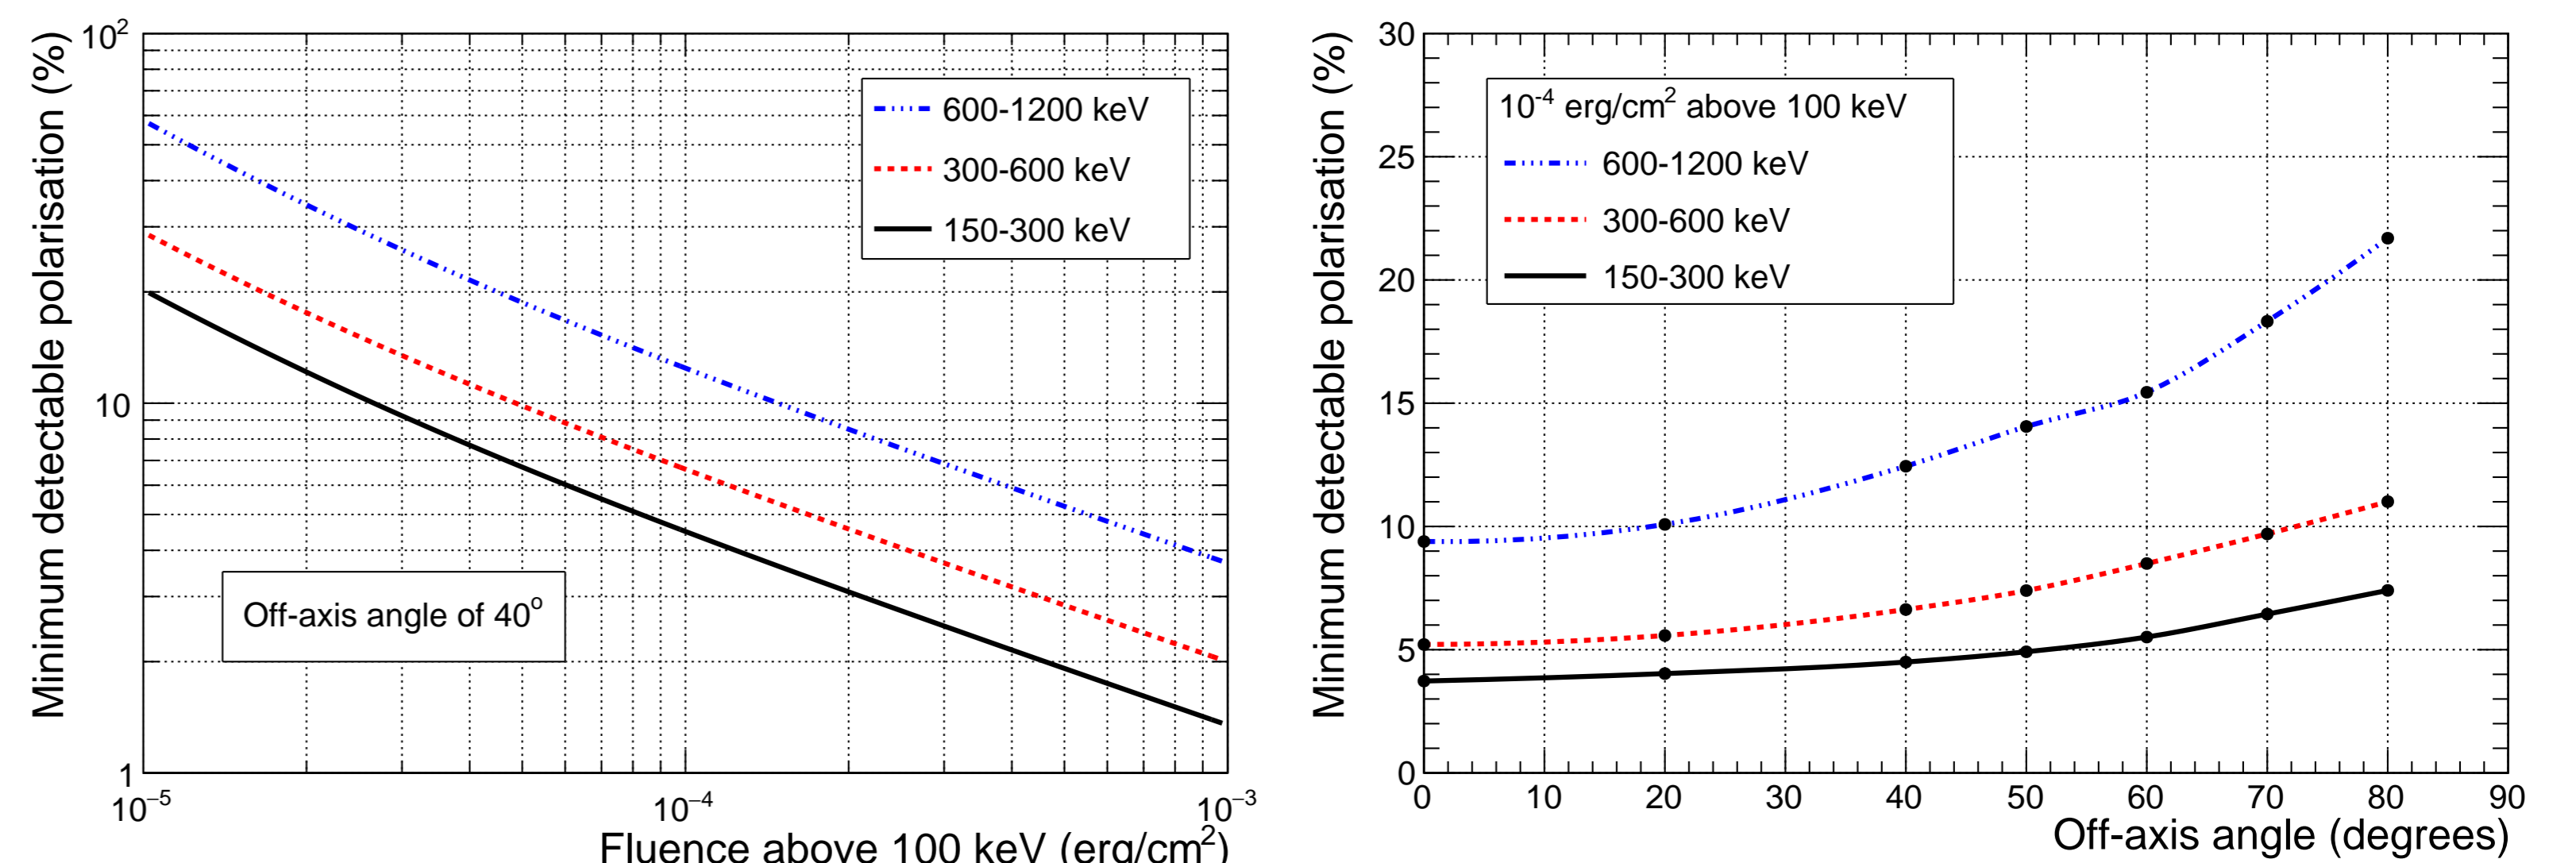 Minimum detectable polarisation (%)
10²
10
1
600-1200 keV
300-600 keV
150-300 keV
Off-axis angle of 40°
10⁻⁵ 10⁻⁴ 10⁻³
Fluence above 100 keV (erg/cm²)
Minimum detectable polarisation (%)
30
25
20
15
10
5
0
10⁻⁴ erg/cm² above 100 keV
600-1200 keV
300-600 keV
150-300 keV
0 10 20 30 40 50 60 70 80 90
Off-axis angle (degrees)